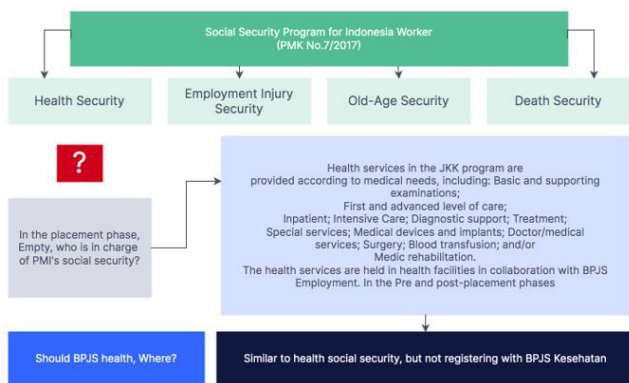 Social Security Program for Indonesia Worker
(PMK No.7/2017)
Health Security
Employment Injury
Security
Old-Age Security
Death Security
?
In the placement phase,
Empty, who is in charge
of PMI's social security?
Health services in the JKK program are
provided according to medical needs, including: Basic and supporting
examinations;
First and advanced level of care;
Inpatient; Intensive Care; Diagnostic support; Treatment;
Special services; Medical devices and implants; Doctor/medical
services; Surgery; Blood transfusion; and/or
Medic rehabilitation.
The health services are held in health facilities in collaboration with BPJS
Employment. In the Pre and post-placement phases
Should BPJS health, Where?
Similar to health social security, but not registering with BPJS Kesehatan